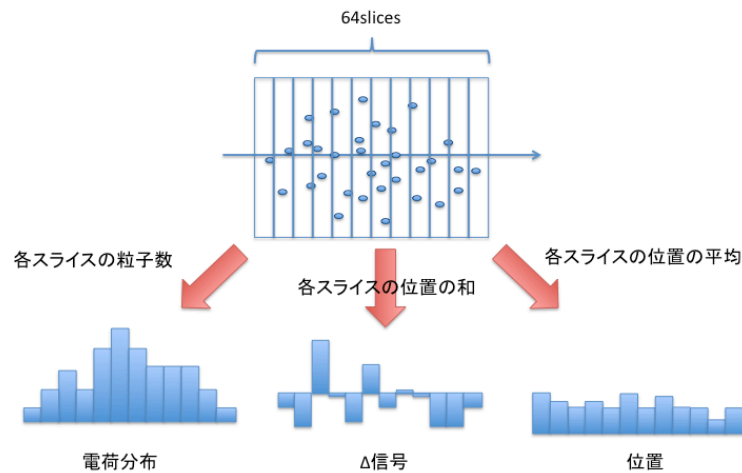 64slices
各スライスの粒子数
各スライスの位置の和
各スライスの位置の平均
電荷分布
Δ信号
位置